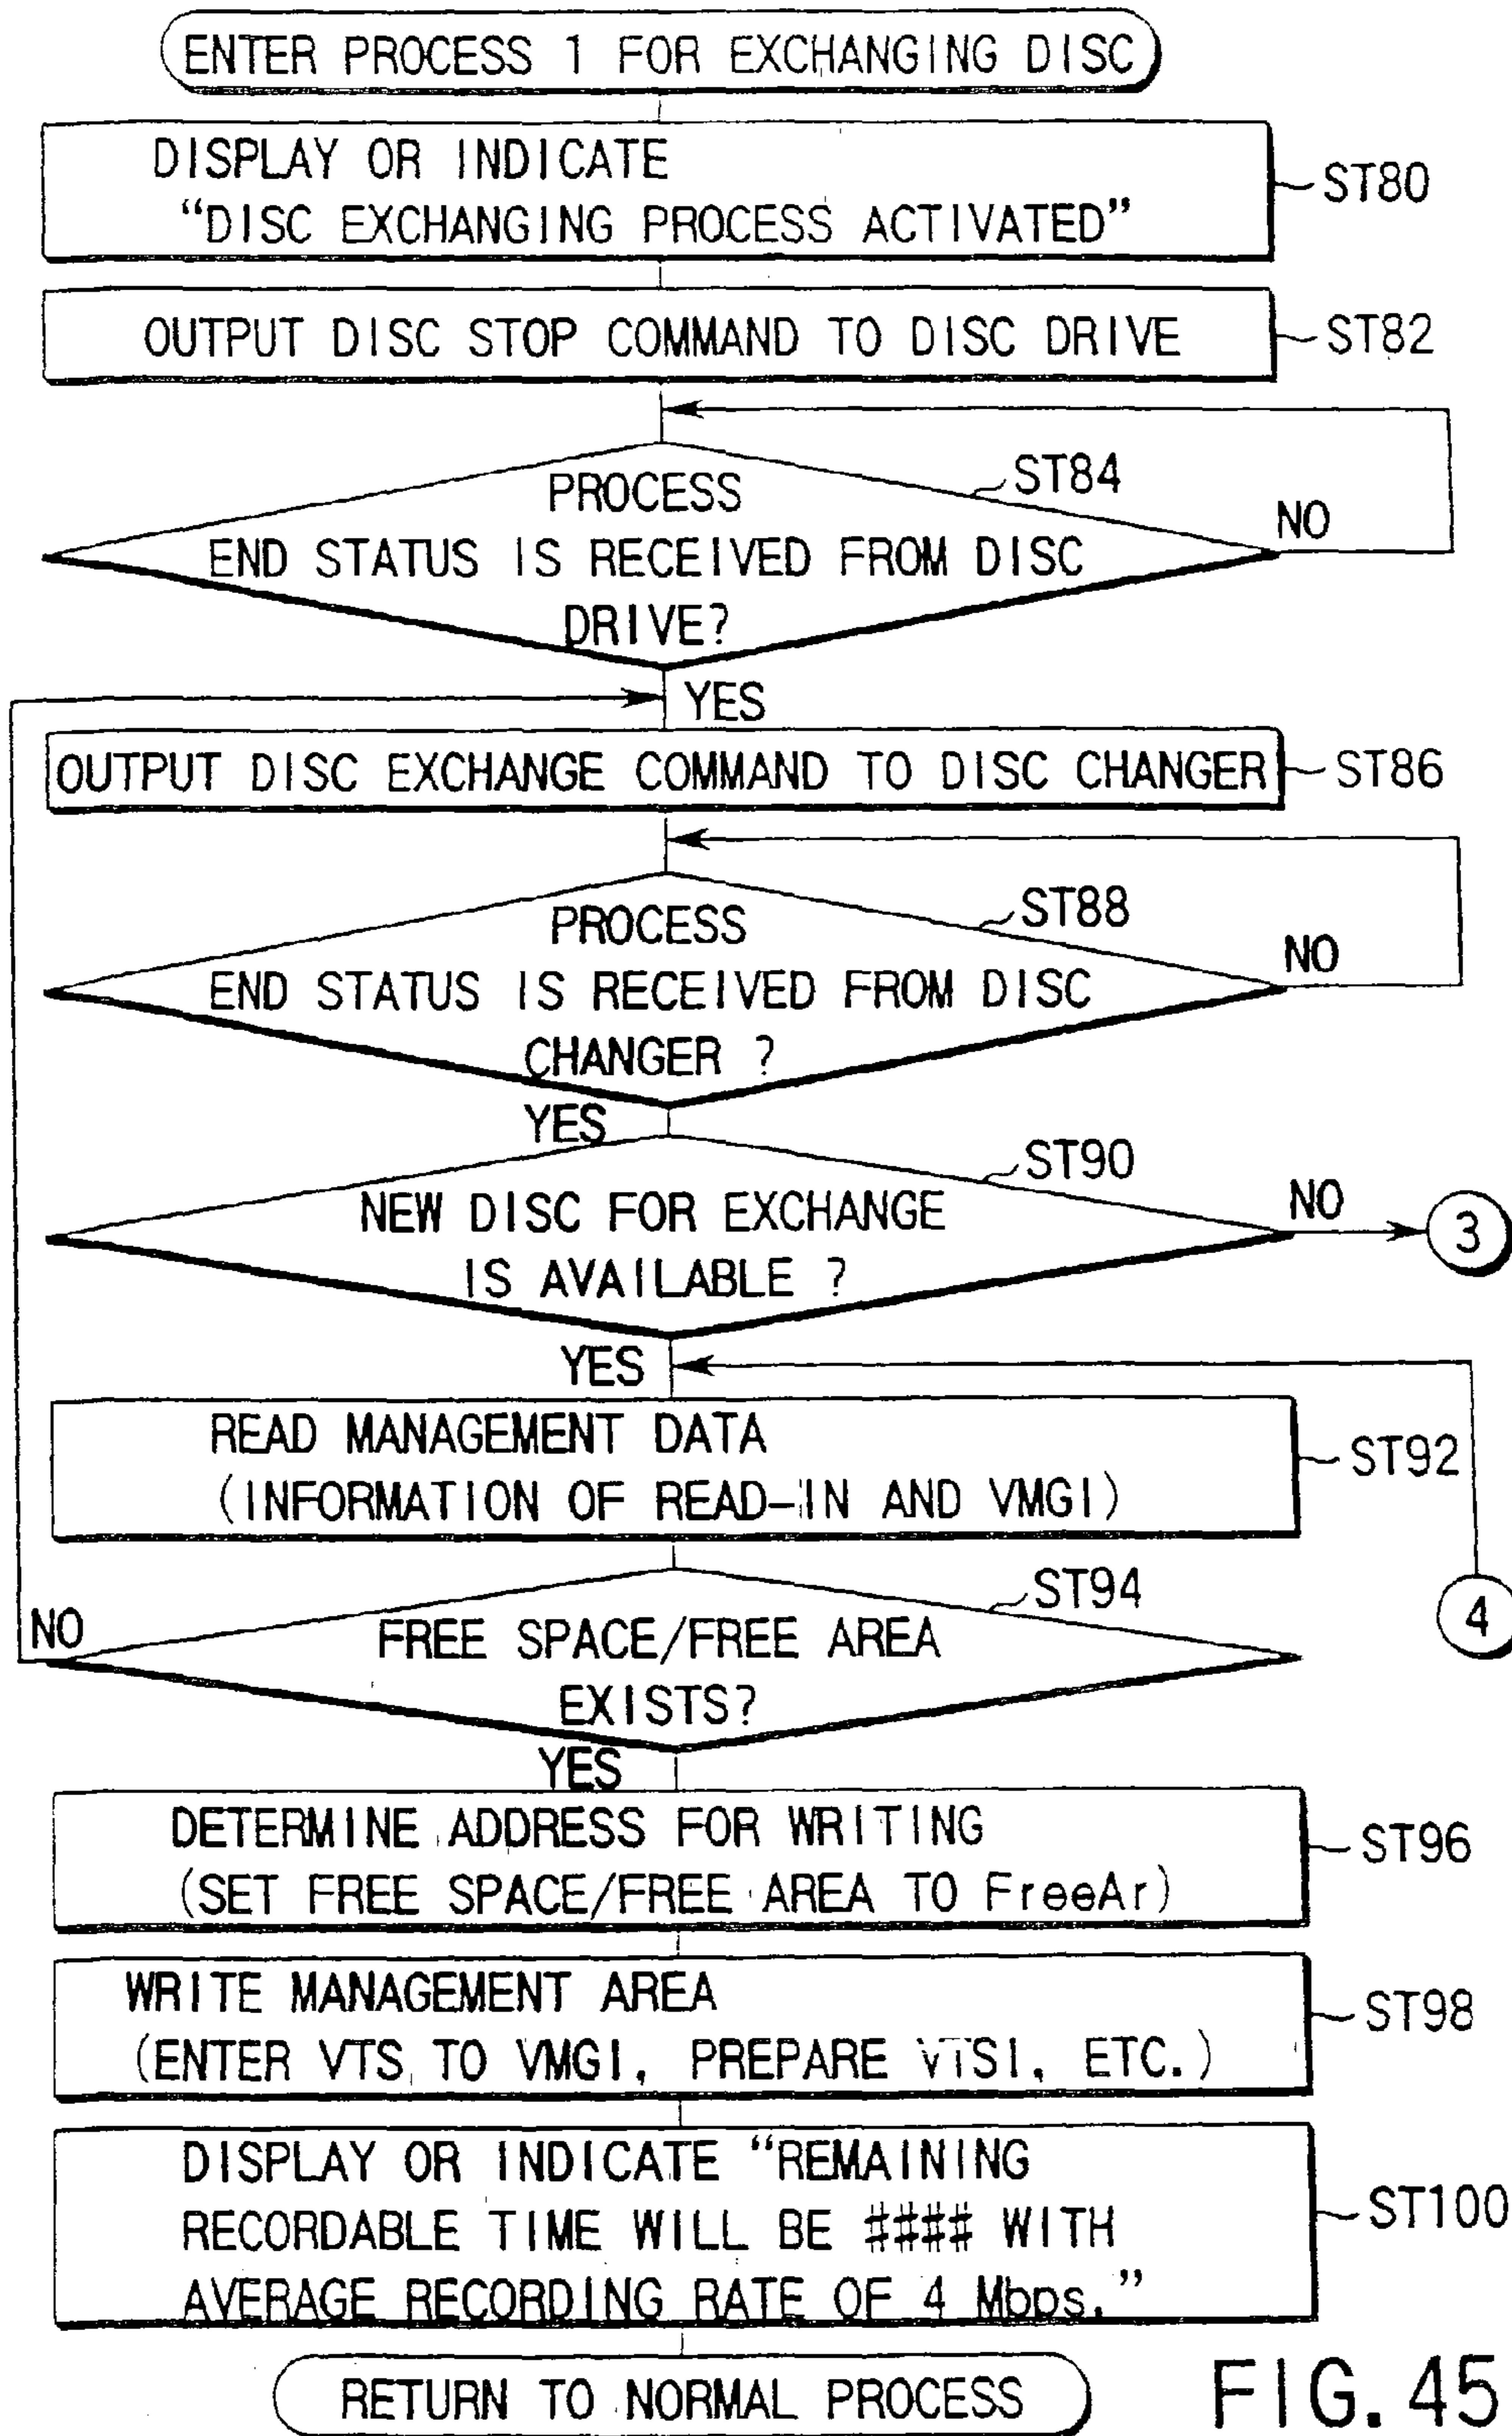 ENTER PROCESS 1 FOR EXCHANGING DISC
DISPLAY OR INDICATE
"DISC EXCHANGING PROCESS ACTIVATED"
ST80
OUTPUT DISC STOP COMMAND TO DISC DRIVE
ST82
ST84
PROCESS
END STATUS IS RECEIVED FROM DISC
DRIVE?
NO
YES
OUTPUT DISC EXCHANGE COMMAND TO DISC CHANGER
ST86
ST88
PROCESS
END STATUS IS RECEIVED FROM DISC
CHANGER ?
NO
YES
ST90
NEW DISC FOR EXCHANGE
IS AVAILABLE ?
NO
3
YES
READ MANAGEMENT DATA
(INFORMATION OF READ-IN AND VMGI)
ST92
ST94
4
NO
FREE SPACE/FREE AREA
EXISTS?
YES
DETERMINE ADDRESS FOR WRITING
(SET FREE SPACE/FREE AREA TO FreeAr)
ST96
WRITE MANAGEMENT AREA
(ENTER VTS TO VMGI, PREPARE VTSI, ETC.)
ST98
DISPLAY OR INDICATE "REMAINING
RECORDABLE TIME WILL BE #### WITH
AVERAGE RECORDING RATE OF 4 Mbps."
ST100
RETURN TO NORMAL PROCESS
FIG. 45